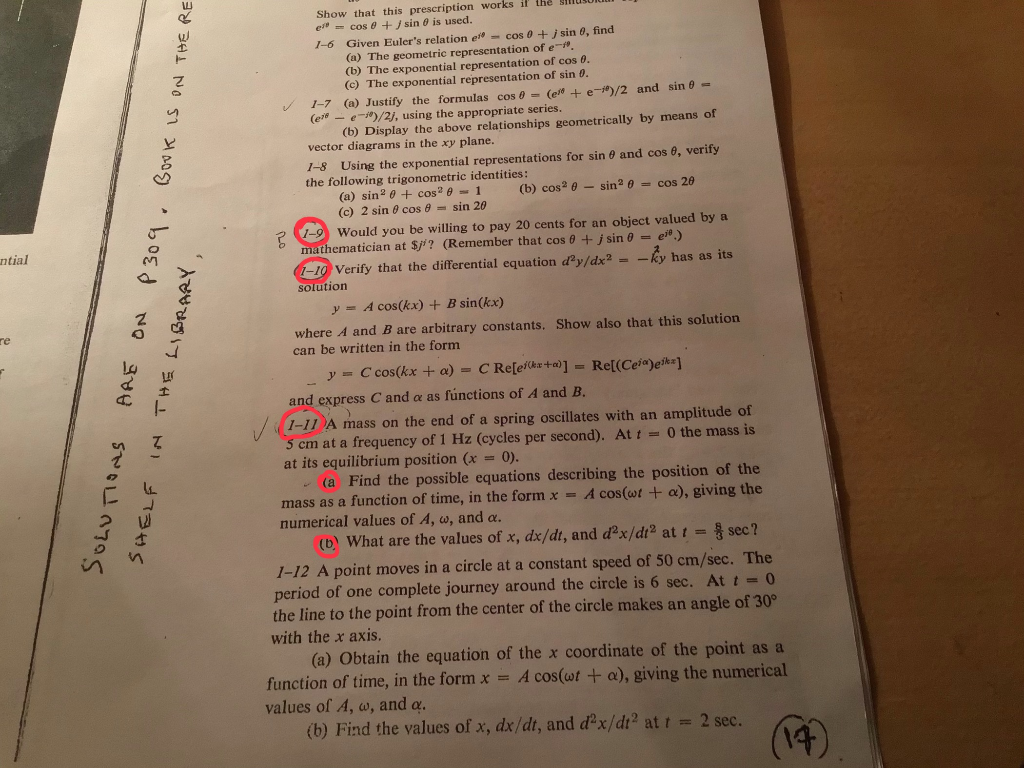 Show that this prescription works if the
e^{jθ} = cos θ + j sin θ is used.
1–6 Given Euler's relation e^{jθ} = cos θ + j sin θ, find
(a) The geometric representation of e^{−jθ}.
(b) The exponential representation of cos θ.
(c) The exponential representation of sin θ.
✓ 1–7 (a) Justify the formulas cos θ = (e^{jθ} + e^{−jθ})/2 and sin θ =
(e^{jθ} − e^{−jθ})/2j, using the appropriate series.
(b) Display the above relationships geometrically by means of
vector diagrams in the xy plane.
1–8 Using the exponential representations for sin θ and cos θ, verify
the following trigonometric identities:
(a) sin² θ + cos² θ = 1 (b) cos² θ − sin² θ = cos 2θ
(c) 2 sin θ cos θ = sin 2θ
1–9 Would you be willing to pay 20 cents for an object valued by a
mathematician at $j^j? (Remember that cos θ + j sin θ = e^{jθ}.)
1–10 Verify that the differential equation d²y/dx² = −k²y has as its
solution
y = A cos(kx) + B sin(kx)
where A and B are arbitrary constants. Show also that this solution
can be written in the form
y = C cos(kx + α) = C Re[e^{j(kx+α)}] = Re[(Ce^{jα})e^{jkx}]
and express C and α as functions of A and B.
✓ 1–11 A mass on the end of a spring oscillates with an amplitude of
5 cm at a frequency of 1 Hz (cycles per second). At t = 0 the mass is
at its equilibrium position (x = 0).
(a Find the possible equations describing the position of the
mass as a function of time, in the form x = A cos(ωt + α), giving the
numerical values of A, ω, and α.
(b) What are the values of x, dx/dt, and d²x/dt² at t = 8/3 sec?
1–12 A point moves in a circle at a constant speed of 50 cm/sec. The
period of one complete journey around the circle is 6 sec. At t = 0
the line to the point from the center of the circle makes an angle of 30°
with the x axis.
(a) Obtain the equation of the x coordinate of the point as a
function of time, in the form x = A cos(ωt + α), giving the numerical
values of A, ω, and α.
(b) Find the values of x, dx/dt, and d²x/dt² at t = 2 sec.
17
SOLUTIONS ARE ON P309. BOOK IS ON THE RE
SHELF IN THE LIBRARY,
ntial
re